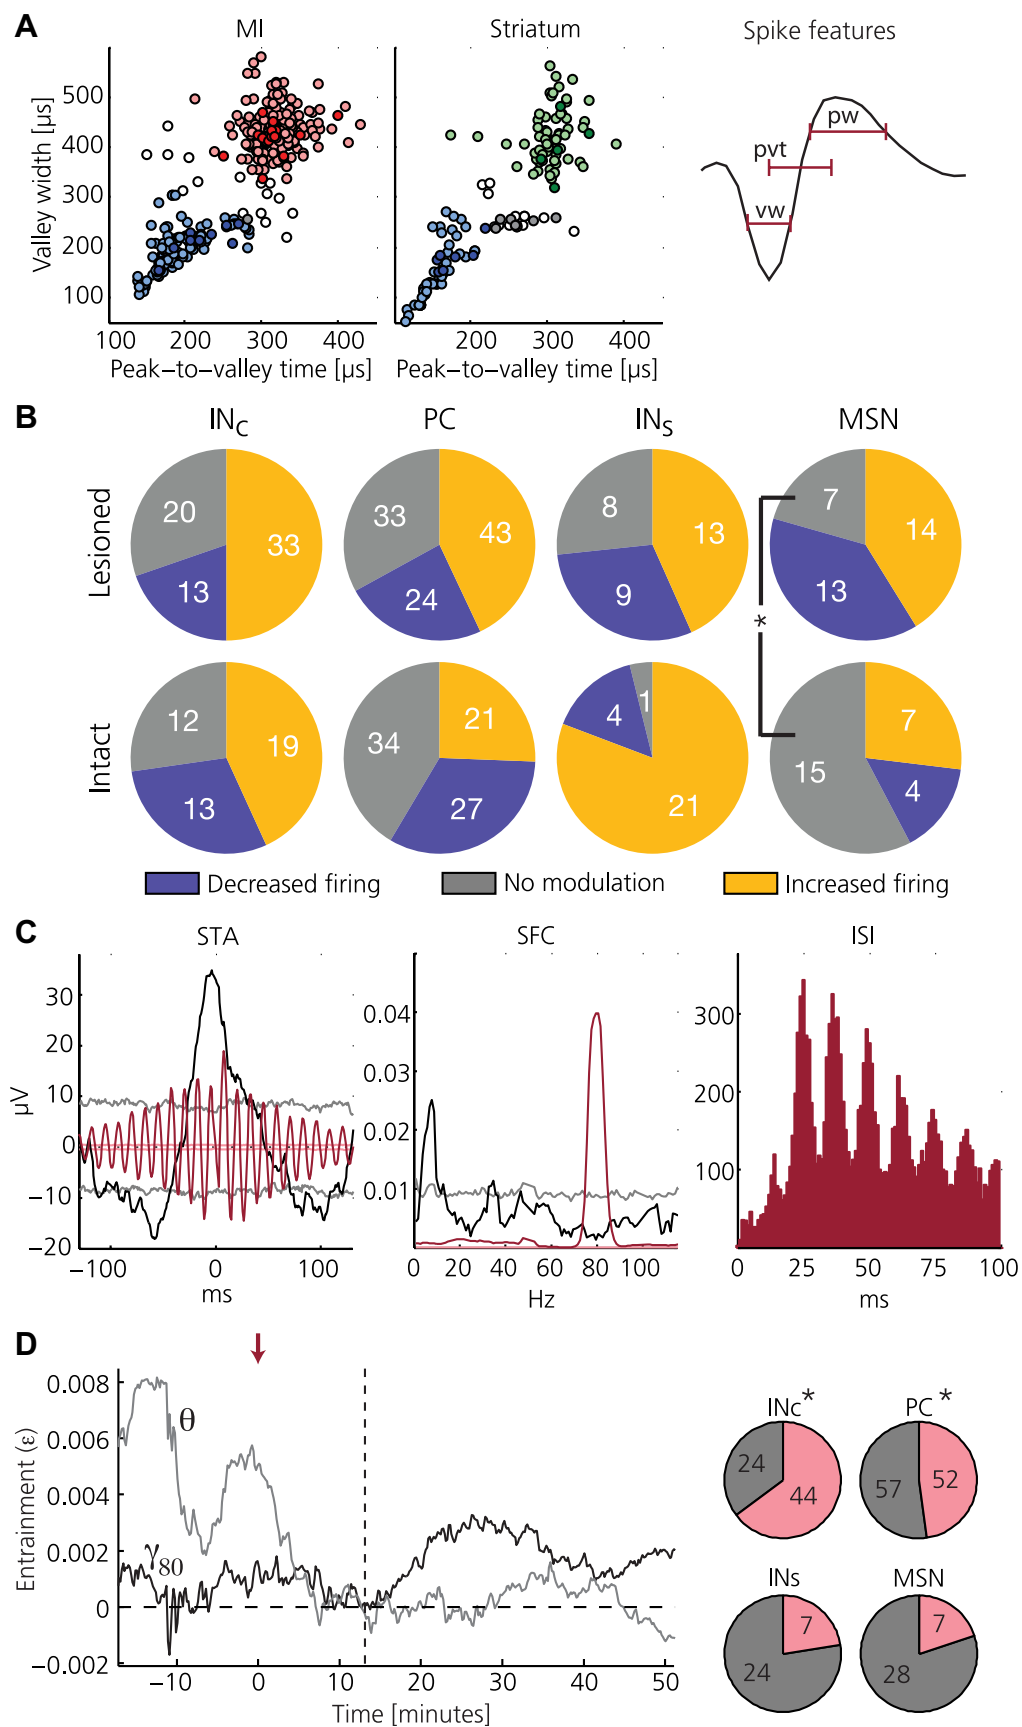 A
MI
Striatum
Spike features
Valley width [µs]
500
400
300
200
100
100
200
300
400
200
300
400
Peak–to–valley time [µs]
Peak–to–valley time [µs]
pw
pvt
vw
B
INC
PC
INS
MSN
Lesioned
20
33
13
33
43
24
8
13
9
7
14
13
*
Intact
12
19
13
34
21
27
4
1
21
15
7
4
Decreased firing
No modulation
Increased firing
C
STA
SFC
ISI
µV
30
20
10
0
−10
−20
−100
0
100
ms
0.04
0.03
0.02
0.01
0
20
40
60
80
100
Hz
300
200
100
0
25
50
75
100
ms
D
Entrainment (ε)
0.008
0.006
0.004
0.002
0
−0.002
θ
γ80
−10
0
10
20
30
40
50
Time [minutes]
INc*
PC *
24
44
57
52
INs
MSN
7
24
7
28